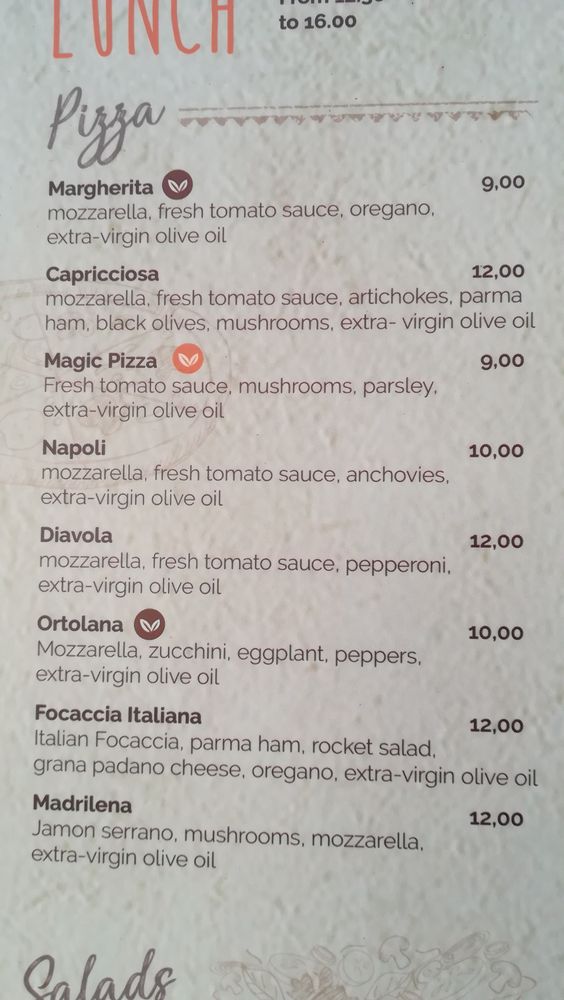 LUNCH
From 12.30
to 16.00
Pizza
Margherita 9,00
mozzarella, fresh tomato sauce, oregano,
extra-virgin olive oil
Capricciosa 12,00
mozzarella, fresh tomato sauce, artichokes, parma
ham, black olives, mushrooms, extra- virgin olive oil
Magic Pizza 9,00
Fresh tomato sauce, mushrooms, parsley,
extra-virgin olive oil
Napoli 10,00
mozzarella, fresh tomato sauce, anchovies,
extra-virgin olive oil
Diavola 12,00
mozzarella, fresh tomato sauce, pepperoni,
extra-virgin olive oil
Ortolana 10,00
Mozzarella, zucchini, eggplant, peppers,
extra-virgin olive oil
Focaccia Italiana 12,00
Italian Focaccia, parma ham, rocket salad,
grana padano cheese, oregano, extra-virgin olive oil
Madrilena 12,00
Jamon serrano, mushrooms, mozzarella,
extra-virgin olive oil
Salads